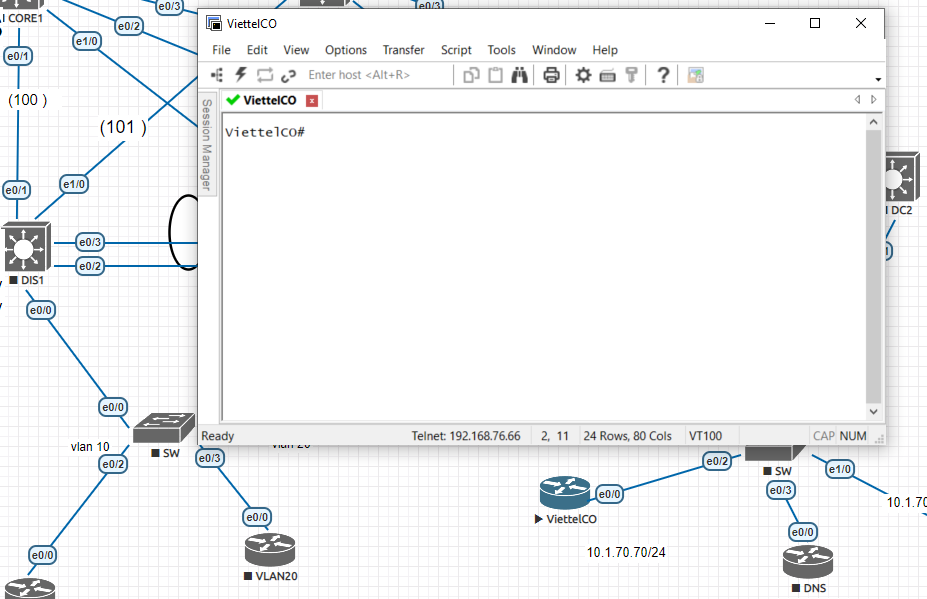 CORE1
e0/3
e0/3
e0/2
e1/0
e0/1
(100 )
(101 )
e0/1
e1/0
e0/3
e0/2
DIS1
e0/0
e0/0
vlan 10
SW
e0/2
e0/3
e0/0
e0/0
VLAN20
ViettelCO
File Edit View Options Transfer Script Tools Window Help
Enter host <Alt+R>
Session Manager
ViettelCO
ViettelCO#
Ready Telnet: 192.168.76.66 2, 11 24 Rows, 80 Cols VT100 CAP NUM
vlan 20
DC2
e0/2
SW
e1/0
e0/0
e0/3
ViettelCO
10.1.70
e0/0
10.1.70.70/24
DNS